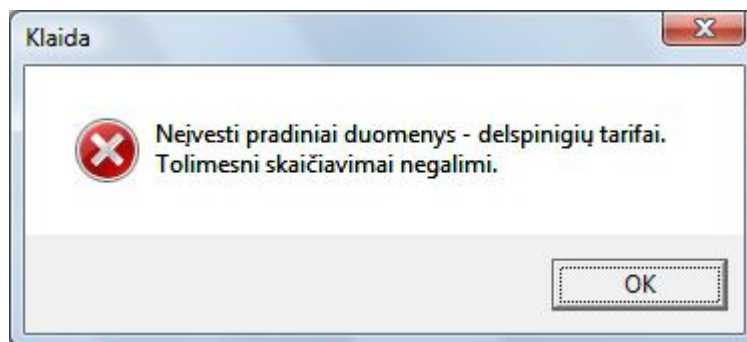 Klaida
Neįvesti pradiniai duomenys - delspinigių tarifai.
Tolimesni skaičiavimai negalimi.
OK